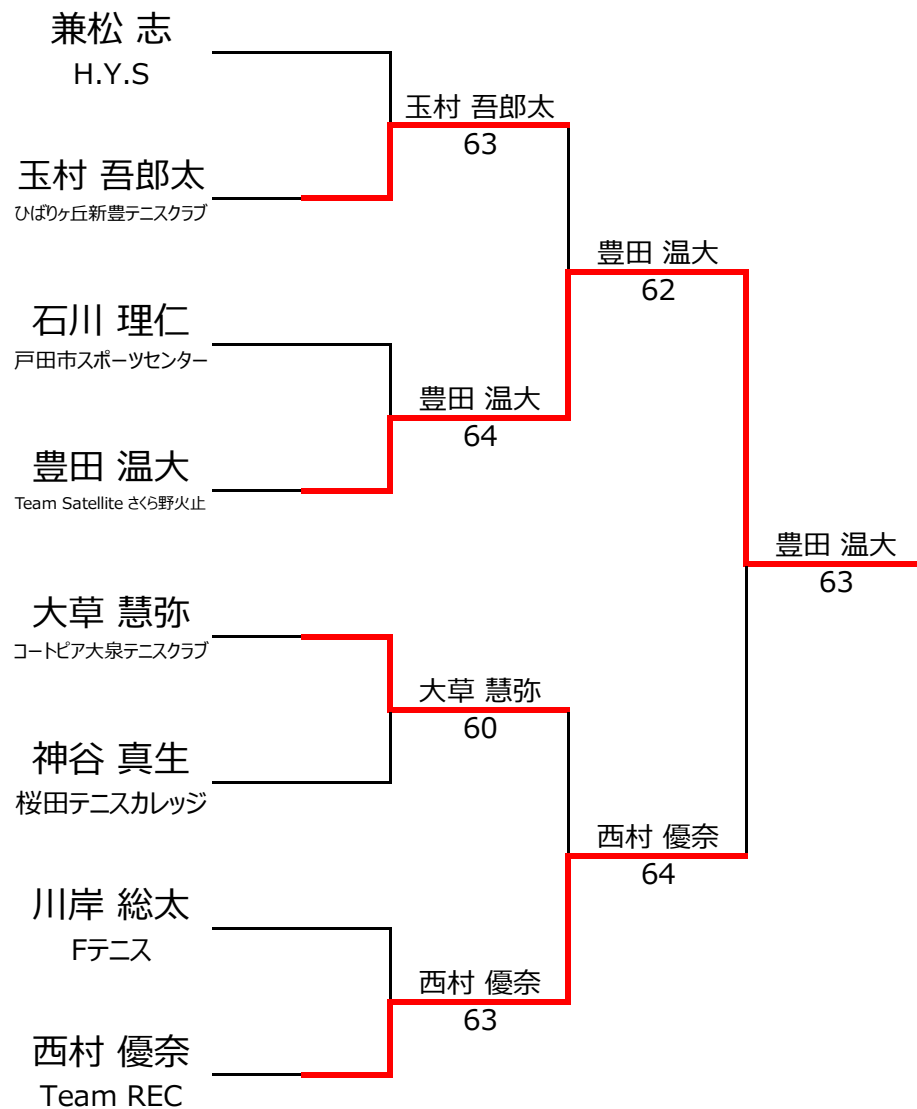 兼松 志
H.Y.S
玉村 吾郎太
63
玉村 吾郎太
ひばりヶ丘新豊テニスクラブ
豊田 温大
62
石川 理仁
戸田市スポーツセンター
豊田 温大
64
豊田 温大
Team Satellite さくら野火止
豊田 温大
63
大草 慧弥
コートピア大泉テニスクラブ
大草 慧弥
60
神谷 真生
桜田テニスカレッジ
西村 優奈
64
川岸 総太
Fテニス
西村 優奈
63
西村 優奈
Team REC